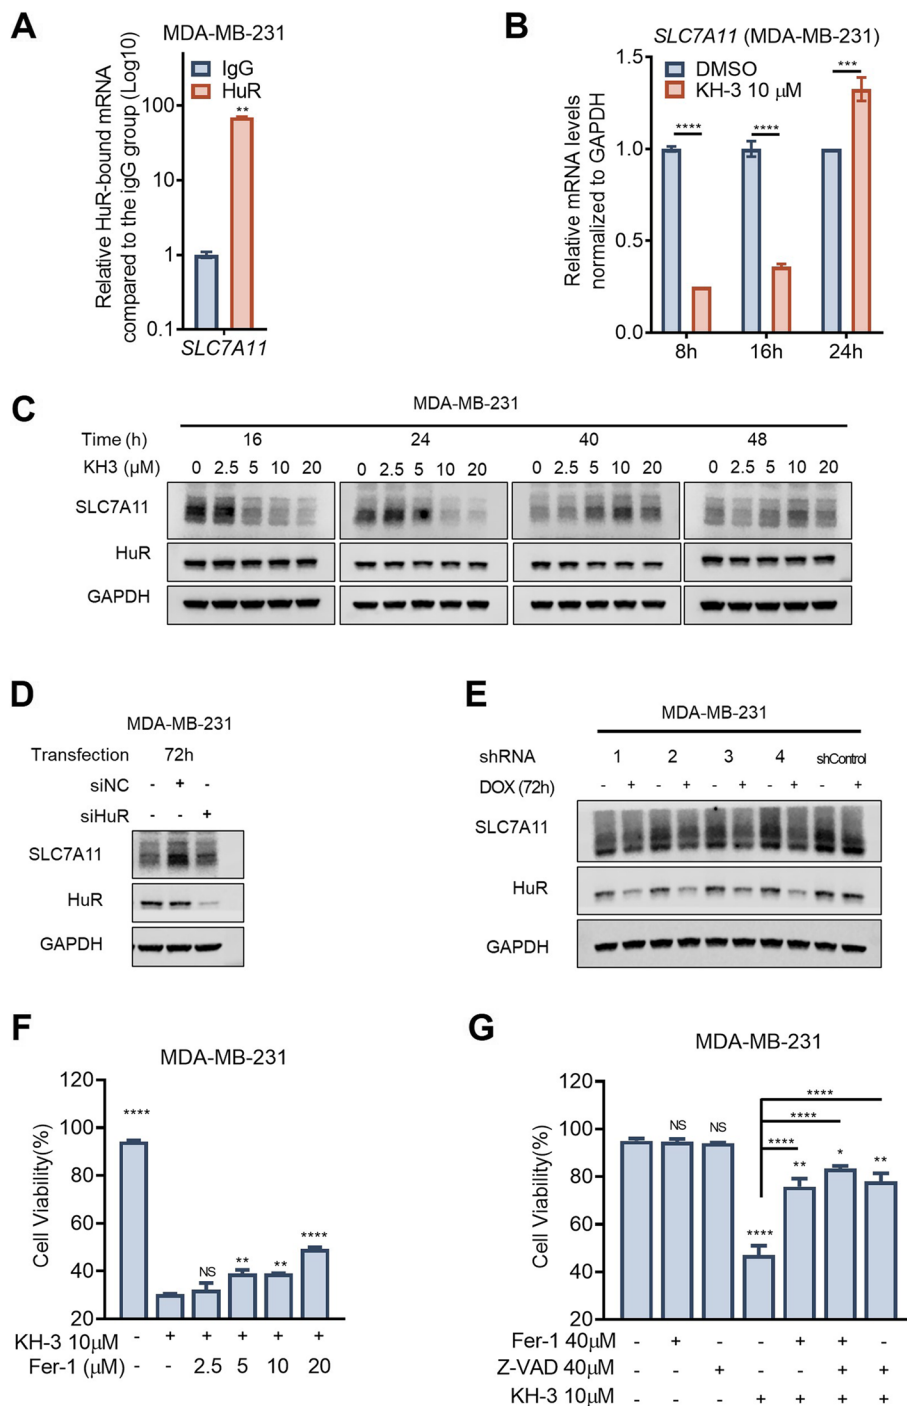 A
MDA-MB-231
IgG
HuR
Relative HuR-bound mRNA
compared to the igG group (Log10)
100
10
1
0.1
**
SLC7A11
B
SLC7A11 (MDA-MB-231)
DMSO
KH-3 10 μM
Relative mRNA levels
normalized to GAPDH
1.5
1.0
0.5
0.0
**** **** ***
8h 16h 24h
C
MDA-MB-231
Time (h) 16 24 40 48
KH3 (μM) 0 2.5 5 10 20 0 2.5 5 10 20 0 2.5 5 10 20 0 2.5 5 10 20
SLC7A11
HuR
GAPDH
D
MDA-MB-231
Transfection 72h
siNC - + -
siHuR - - +
SLC7A11
HuR
GAPDH
E
MDA-MB-231
shRNA 1 2 3 4 shControl
DOX (72h) - + - + - + - + - +
SLC7A11
HuR
GAPDH
F
MDA-MB-231
Cell Viability(%)
120
100
80
60
40
20
**** NS ** ** ****
KH-3 10μM - + + + + +
Fer-1 (μM) - - 2.5 5 10 20
G
MDA-MB-231
Cell Viability(%)
120
100
80
60
40
20
****
****
****
NS NS **** ** * **
Fer-1 40μM - + - - + + -
Z-VAD 40μM - - + - - + +
KH-3 10μM - - - + + + +